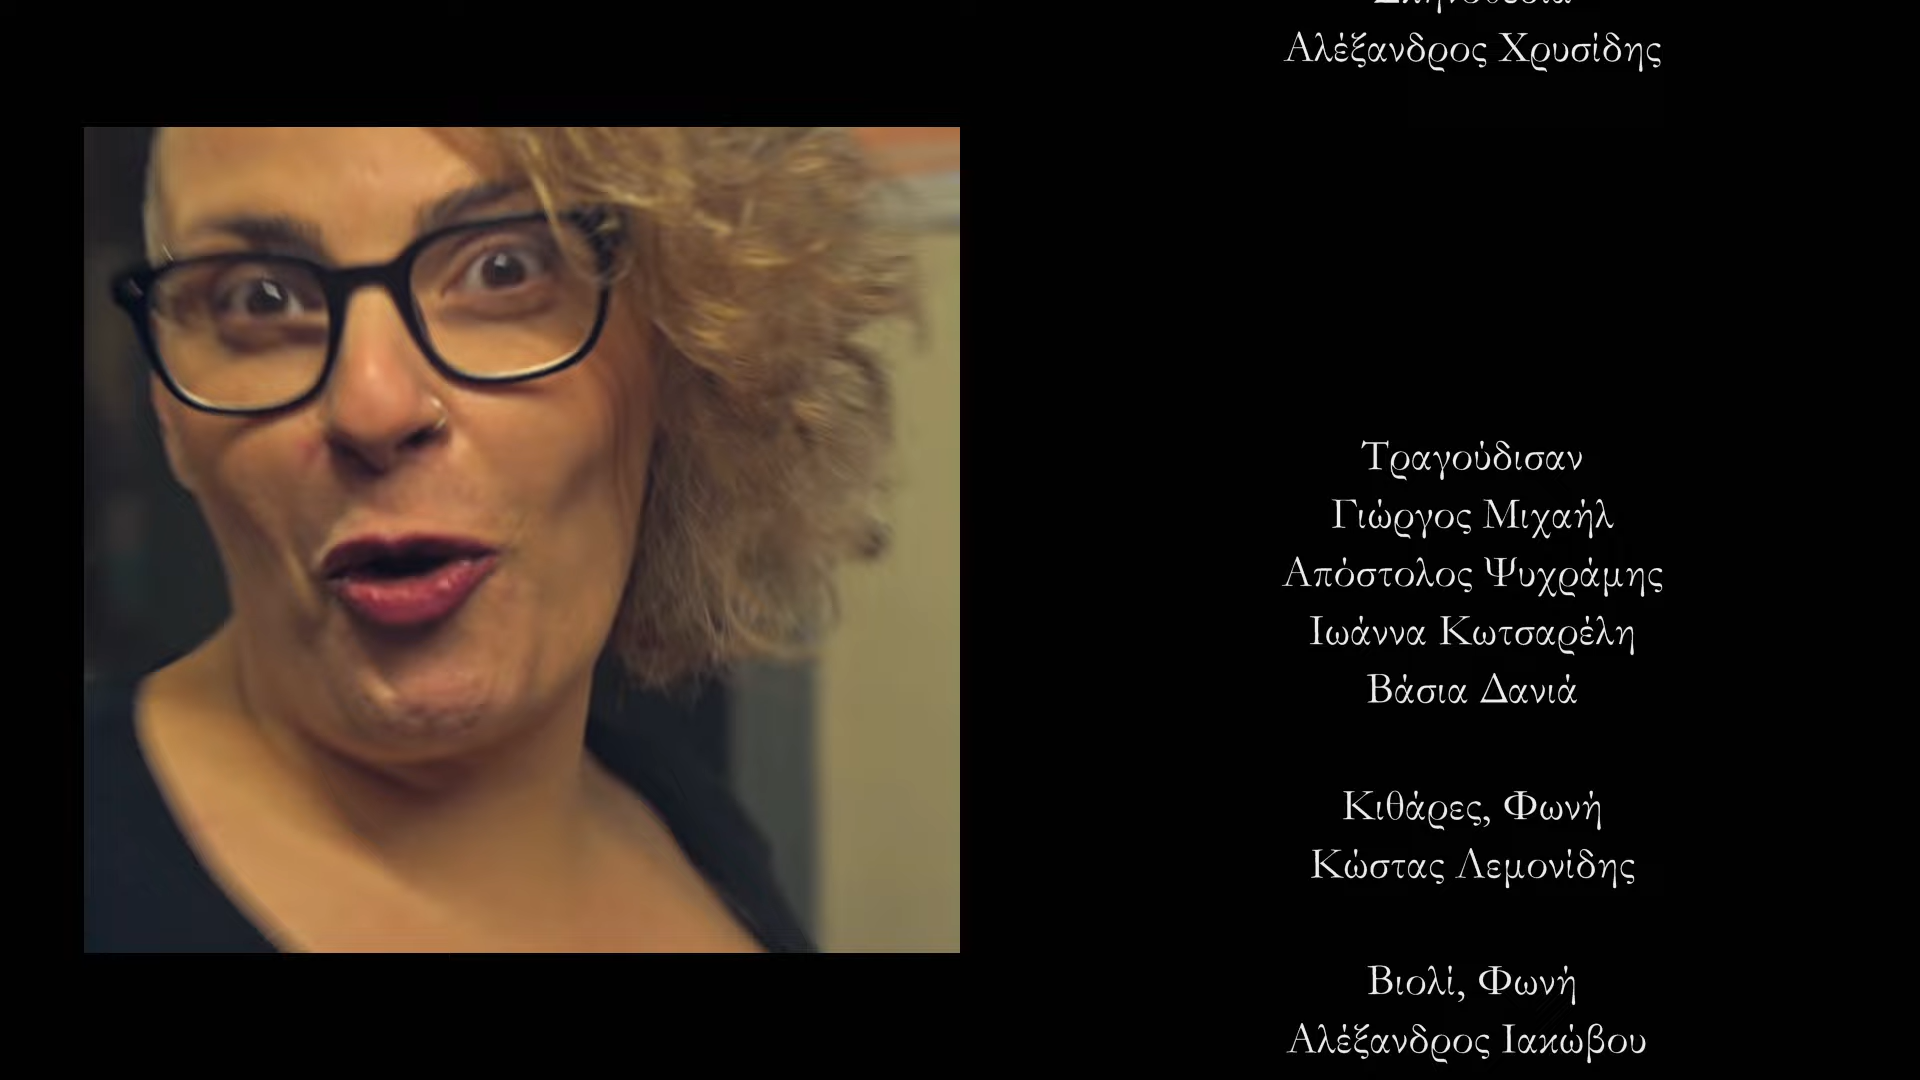 Αλέξανδρος Χρυσίδης
Τραγούδισαν
Γιώργος Μιχαήλ
Απόστολος Ψυχράμης
Ιωάννα Κωτσαρέλη
Βάσια Δανιά
Κιθάρες, Φωνή
Κώστας Λεμονίδης
Βιολί, Φωνή
Αλέξανδρος Ιακώβου